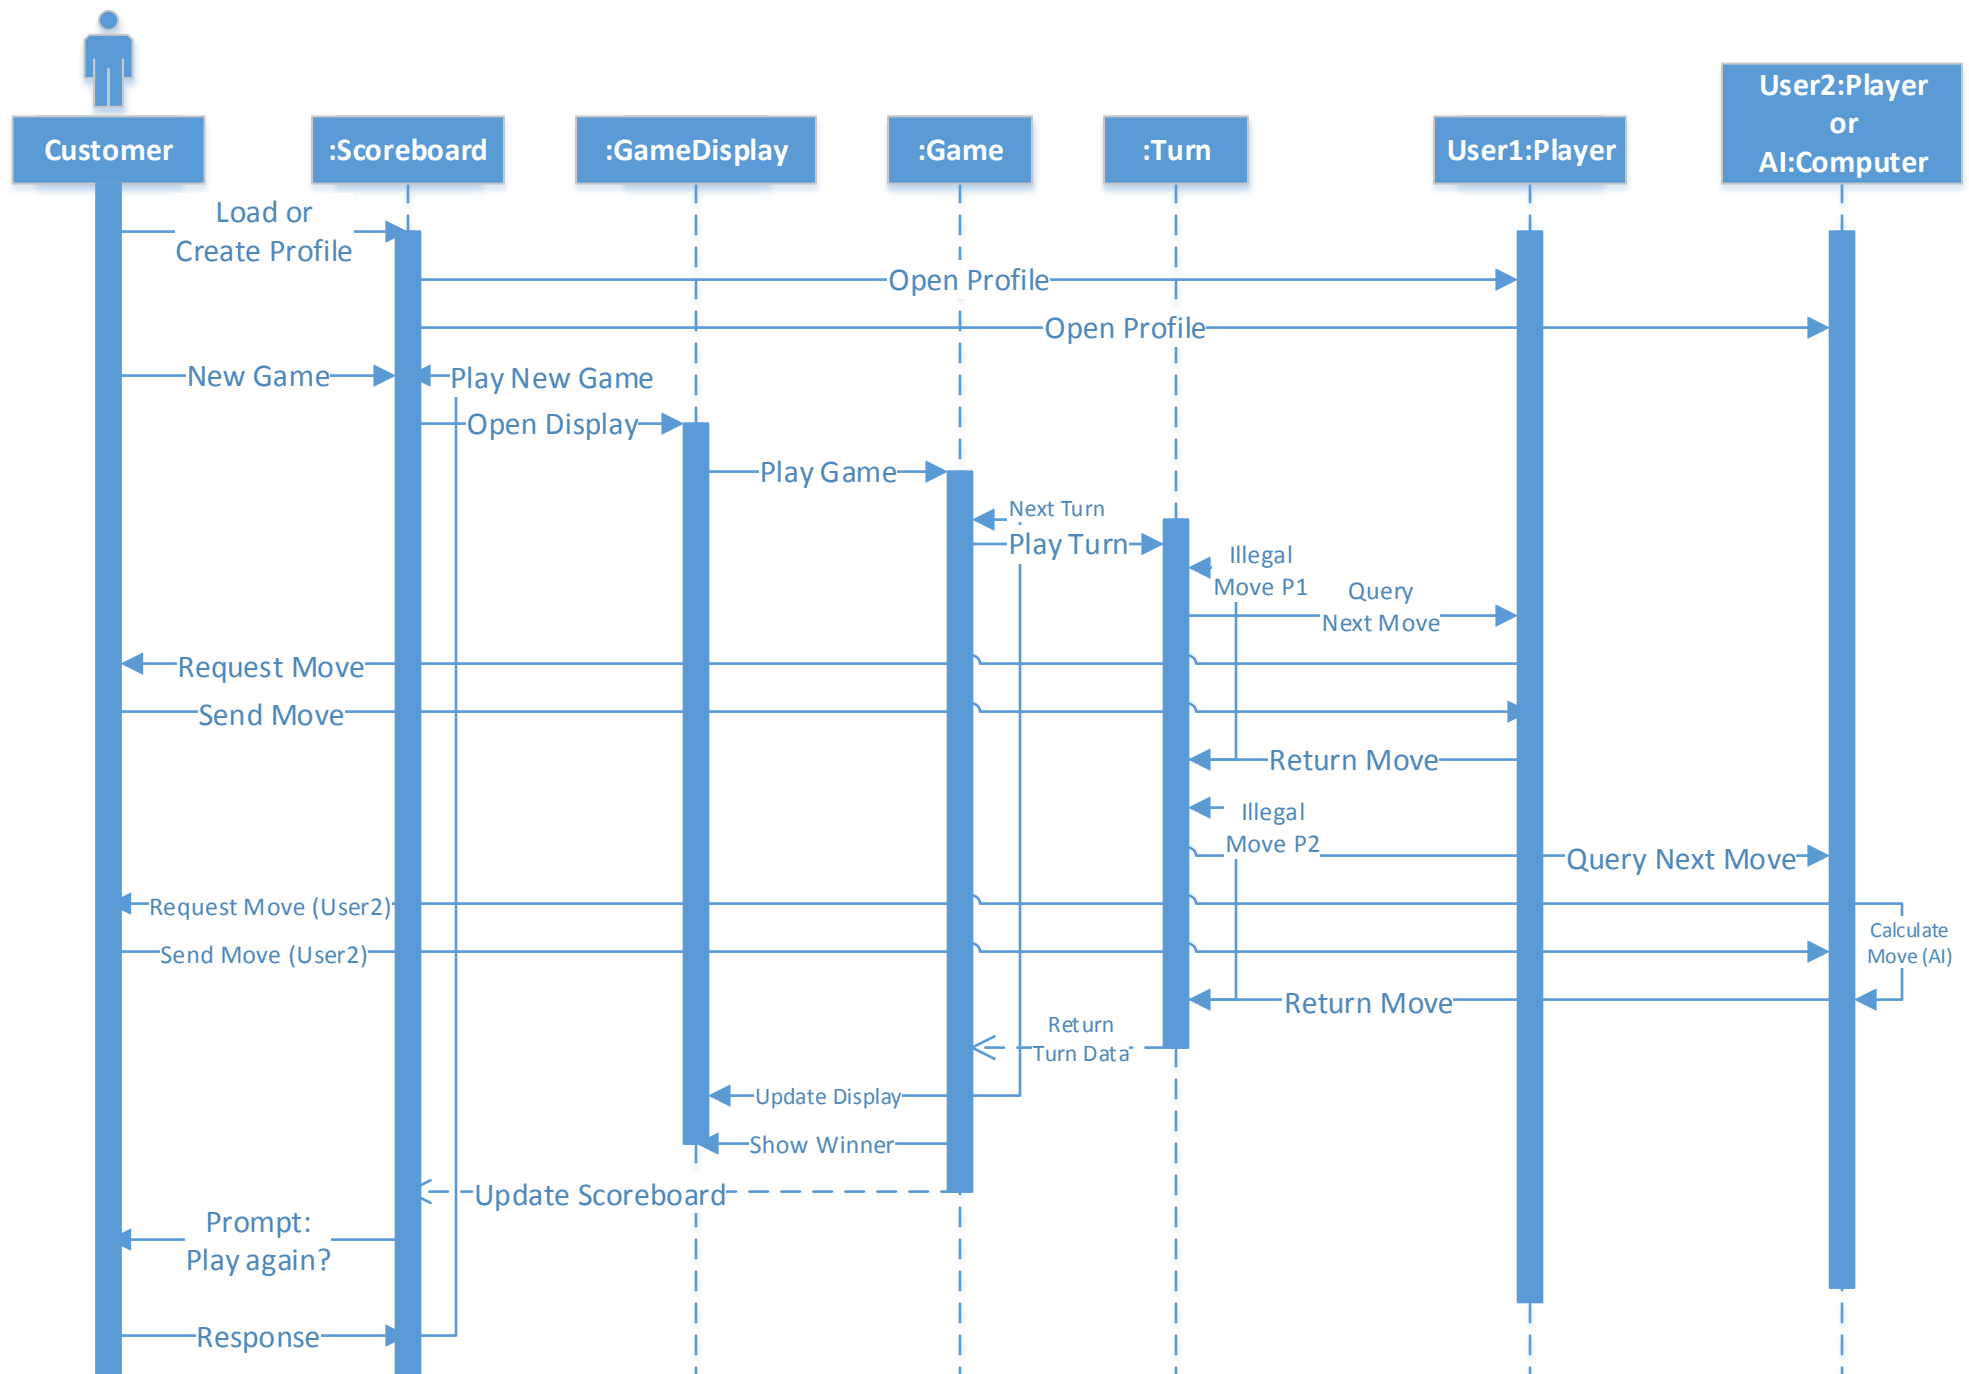 User2:Player
or
AI:Computer
Customer
:Scoreboard
:GameDisplay
:Game
:Turn
User1:Player
Load or
Create Profile
Open Profile
Open Profile
New Game
Play New Game
Open Display
Play Game
Next Turn
Play Turn
Illegal
Move P1
Query
Next Move
Request Move
Send Move
Return Move
Illegal
Move P2
Query Next Move
Request Move (User2)
Calculate
Move (AI)
Send Move (User2)
Return Move
Return
Turn Data
Update Display
Show Winner
Update Scoreboard
Prompt:
Play again?
Response